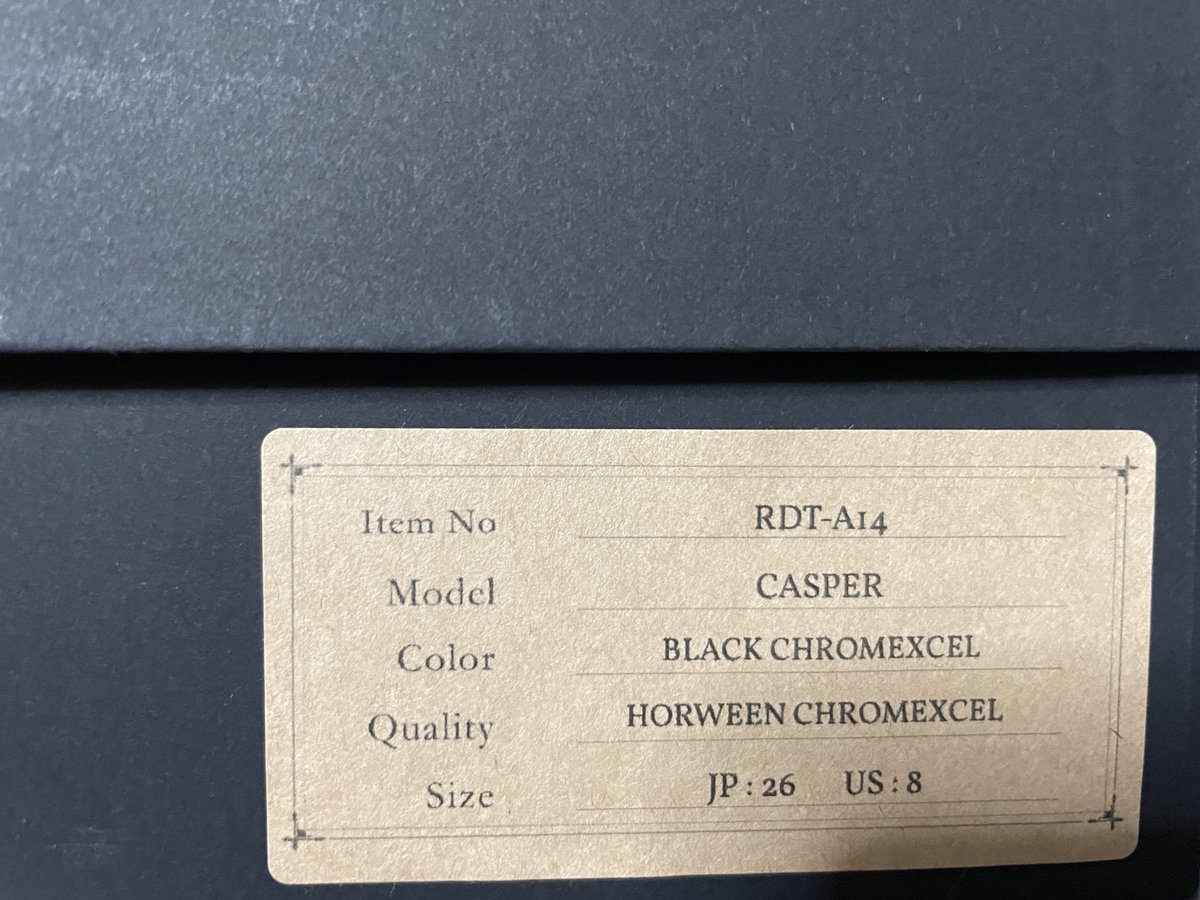 Item No RDT-A14
Model CASPER
Color BLACK CHROMEXCEL
Quality HORWEEN CHROMEXCEL
Size JP : 26 US : 8